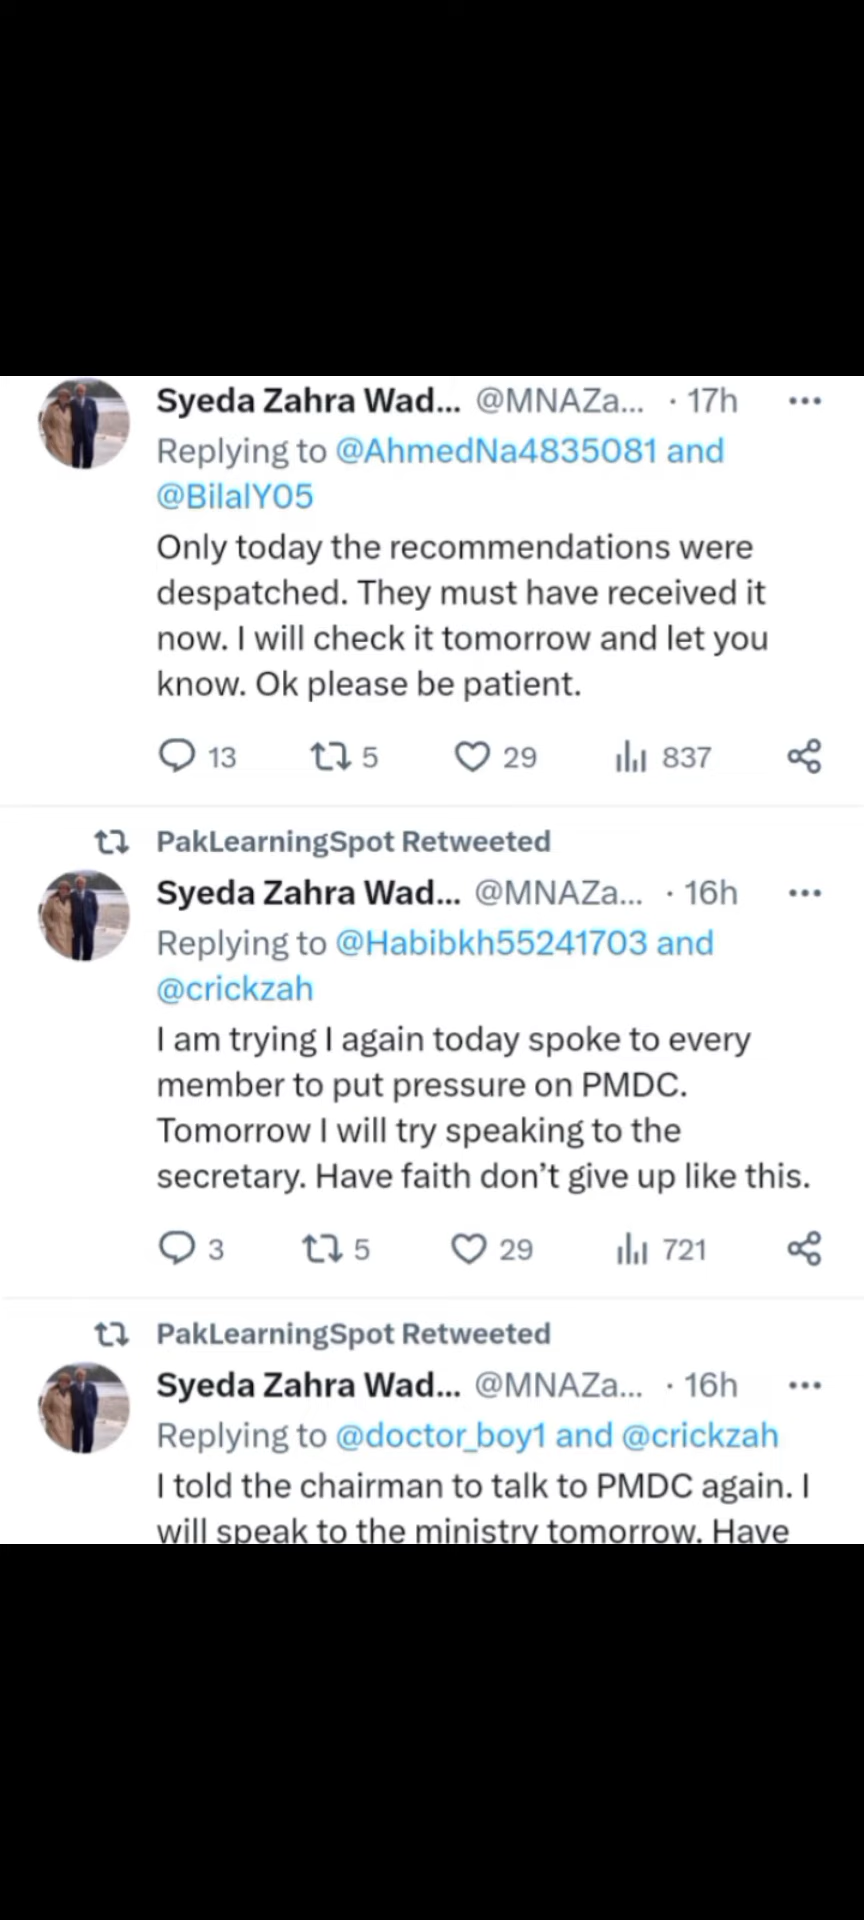 Syeda Zahra Wad... @MNAZa... · 17h
Replying to @AhmedNa4835081 and
@BilalY05
Only today the recommendations were
despatched. They must have received it
now. I will check it tomorrow and let you
know. Ok please be patient.
13 5 29 837
PakLearningSpot Retweeted
Syeda Zahra Wad... @MNAZa... · 16h
Replying to @Habibkh55241703 and
@crickzah
I am trying I again today spoke to every
member to put pressure on PMDC.
Tomorrow I will try speaking to the
secretary. Have faith don’t give up like this.
3 5 29 721
PakLearningSpot Retweeted
Syeda Zahra Wad... @MNAZa... · 16h
Replying to @doctor_boy1 and @crickzah
I told the chairman to talk to PMDC again. I
will speak to the ministry tomorrow. Have